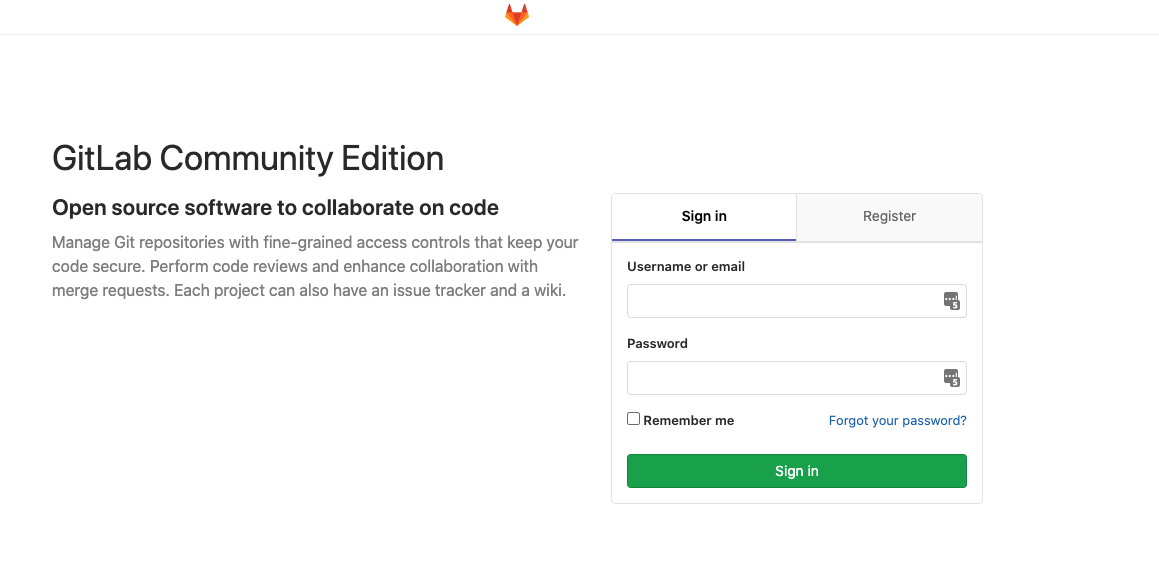 GitLab Community Edition
Open source software to collaborate on code
Manage Git repositories with fine-grained access controls that keep your
code secure. Perform code reviews and enhance collaboration with
merge requests. Each project can also have an issue tracker and a wiki.
Sign in
Register
Username or email
5
Password
5
Remember me
Forgot your password?
Sign in